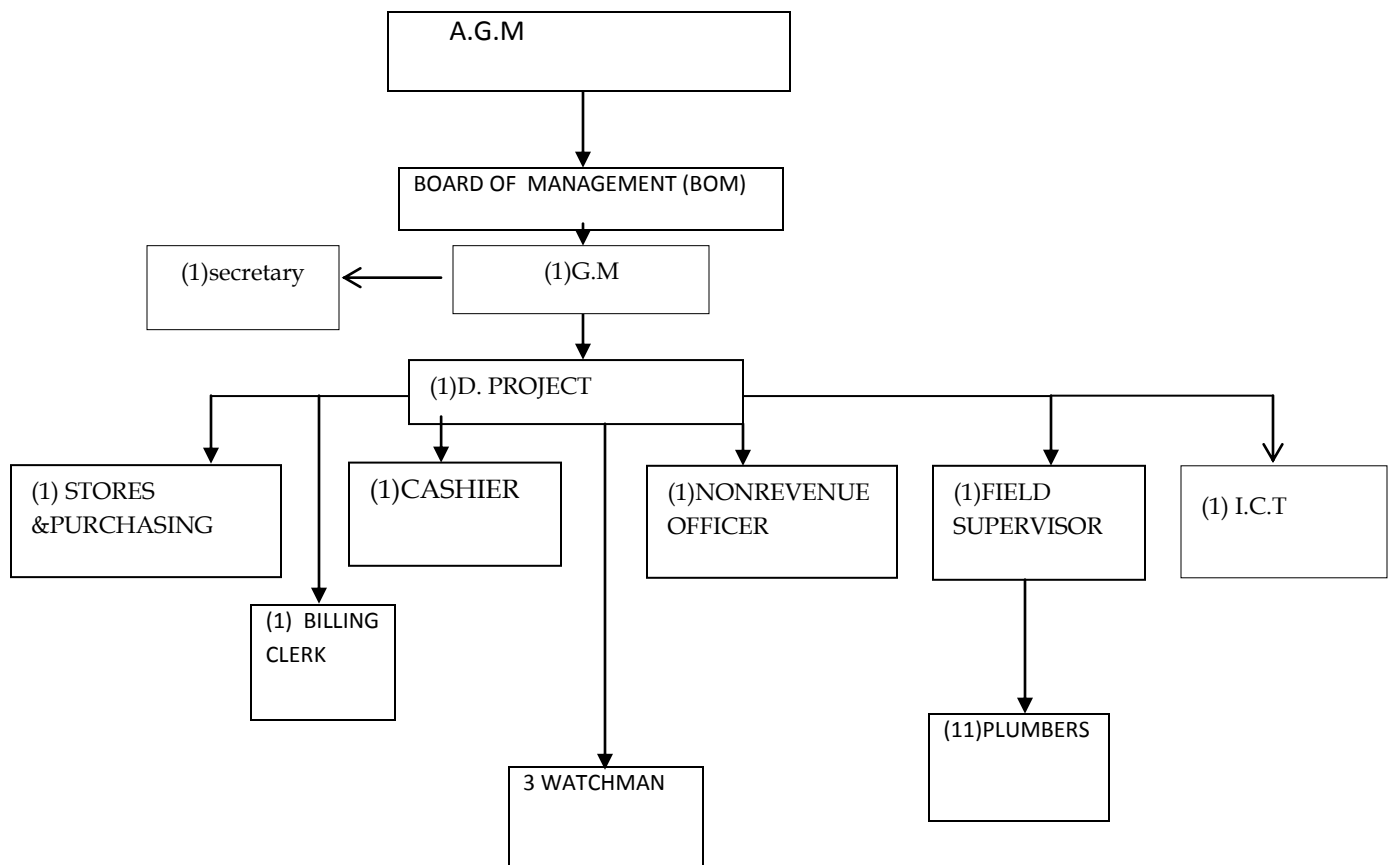 A.G.M
BOARD OF MANAGEMENT (BOM)
(1)secretary
(1)G.M
(1)D. PROJECT
(1) STORES
&PURCHASING
(1)CASHIER
(1)NONREVENUE
OFFICER
(1)FIELD
SUPERVISOR
(1) I.C.T
(1) BILLING
CLERK
(11)PLUMBERS
3 WATCHMAN